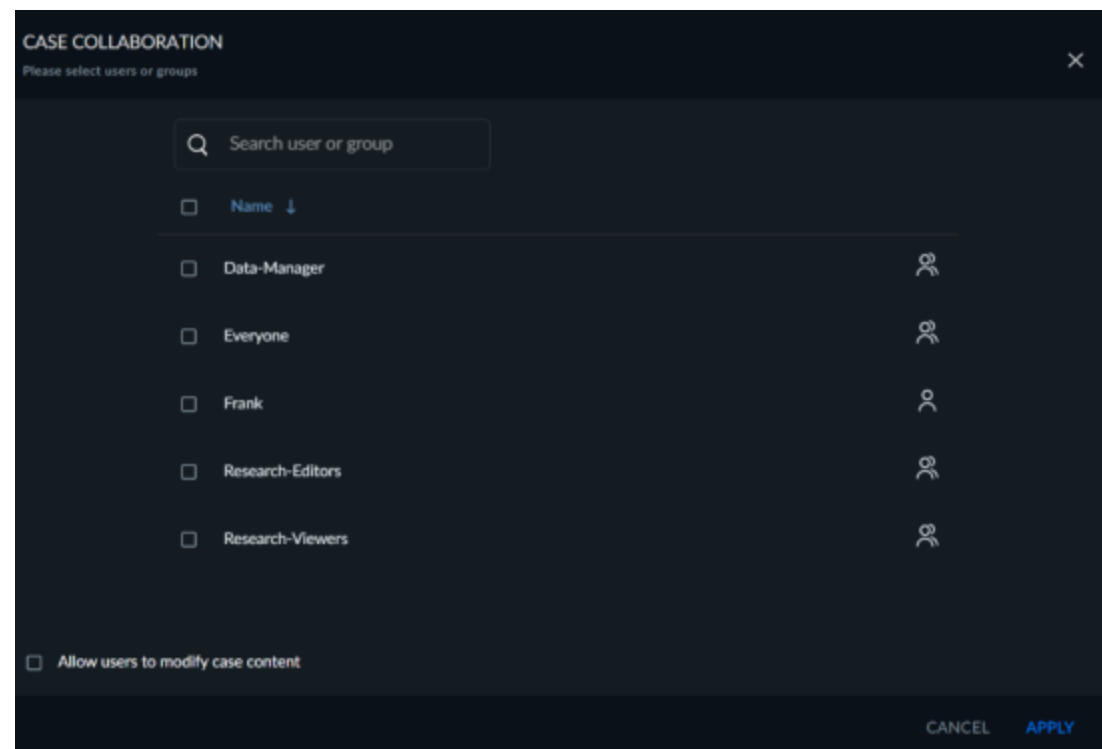 CASE COLLABORATION
Please select users or groups
Search user or group
Name ↓
Data-Manager
Everyone
Frank
Research-Editors
Research-Viewers
Allow users to modify case content
CANCEL APPLY